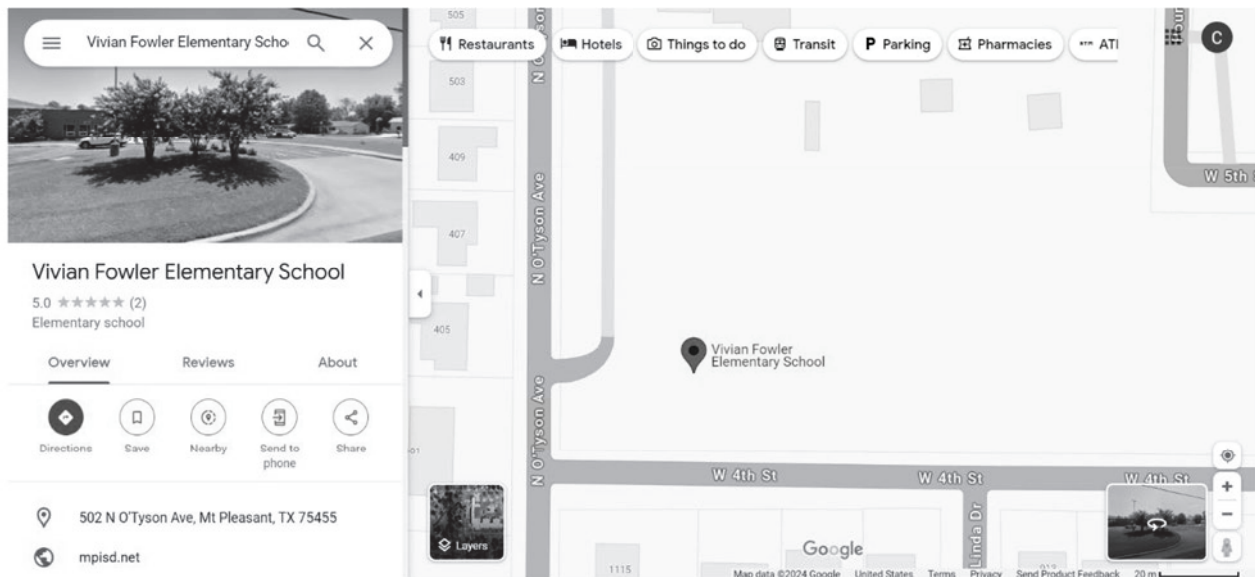 Vivian Fowler Elementary Scho
Vivian Fowler Elementary School
5.0 ★★★★★ (2)
Elementary school
Overview Reviews About
Directions Save Nearby Send to phone Share
502 N O'Tyson Ave, Mt Pleasant, TX 75455
mpisd.net
Restaurants Hotels Things to do Transit P Parking Pharmacies ATM
C
505
503
409
407
405
N O'Tyson Ave
N O'Tyson Ave
N O'Tyson Ave
W 5th
Vivian Fowler
Elementary School
W 4th St
W 4th St
W 4th St
Linda Dr
1115
Layers
Google
Map data ©2024 Google United States Terms Privacy Send Product Feedback 20 m